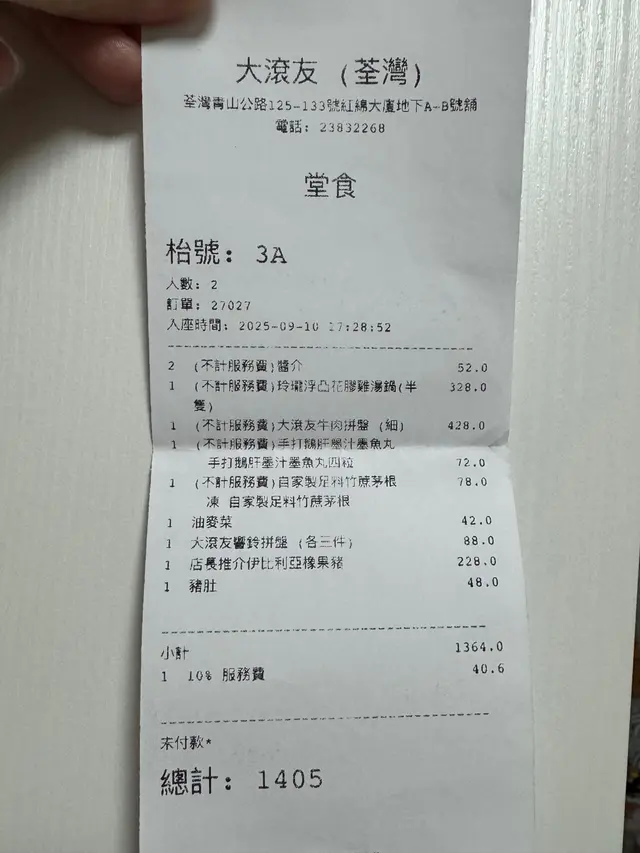 大滾友 (荃灣)
荃灣青山公路125-133號紅綿大廈地下A-B號舖
電話: 23832268
堂食
枱號: 3A
人數: 2
訂單: 27027
入座時間: 2025-09-10 17:28:52
2 (不計服務費)醬介 52.0
1 (不計服務費)玲瓏浮凸花膠雞湯鍋(半 328.0
隻)
1 (不計服務費)大滾友牛肉拼盤 (細) 428.0
1 (不計服務費)手打鵝肝墨汁墨魚丸
手打鵝肝墨汁墨魚丸四粒 72.0
1 (不計服務費)自家製足料竹蔗茅根 78.0
凍 自家製足料竹蔗茅根
1 油麥菜 42.0
1 大滾友響鈴拼盤 (各三件) 88.0
1 店長推介伊比利亞橡果豬 228.0
1 豬肚 48.0
小計 1364.0
1 10% 服務費 40.6
未付款*
總計: 1405